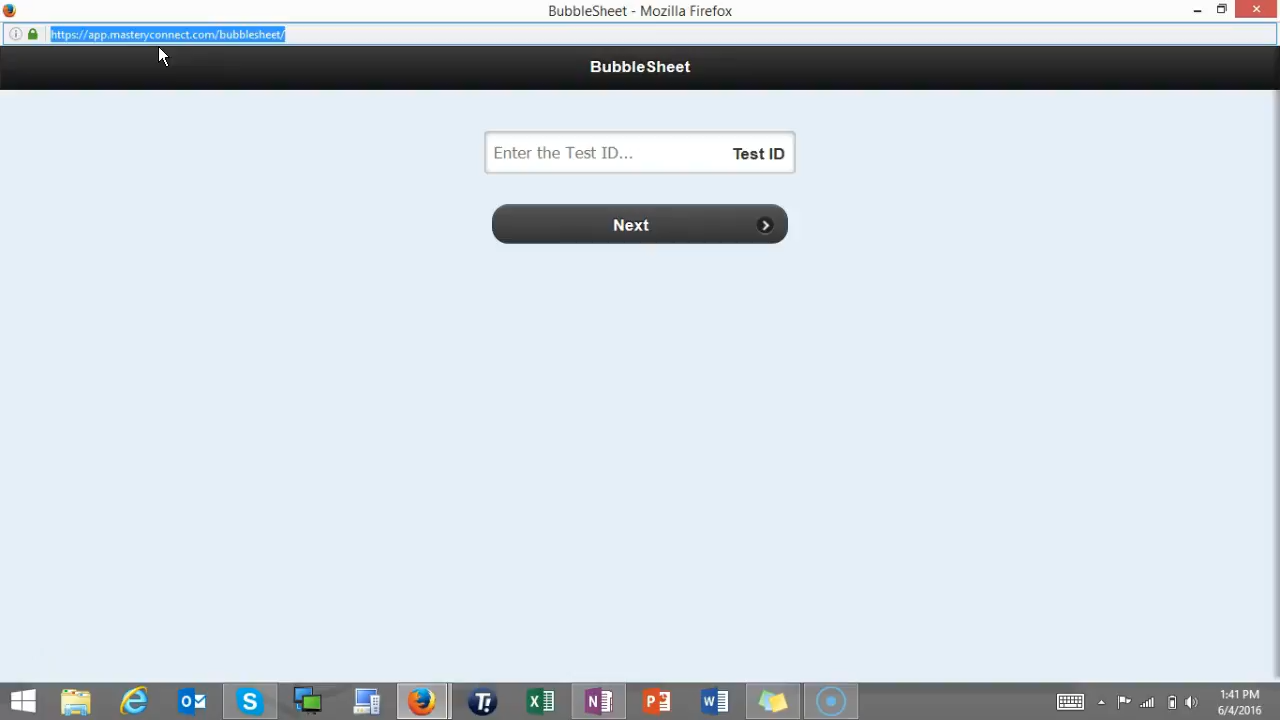 BubbleSheet - Mozilla Firefox
https://app.masteryconnect.com/bubblesheet/
BubbleSheet
Enter the Test ID... Test ID
Next
1:41 PM
6/4/2016